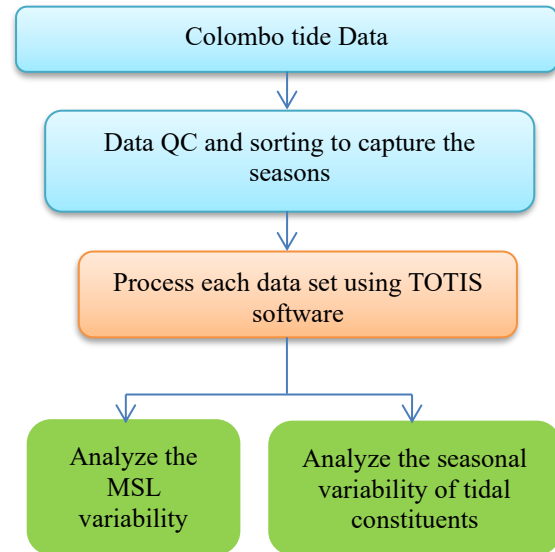 Colombo tide Data
Data QC and sorting to capture the
seasons
Process each data set using TOTIS
software
Analyze the
MSL
variability
Analyze the seasonal
variability of tidal
constituents